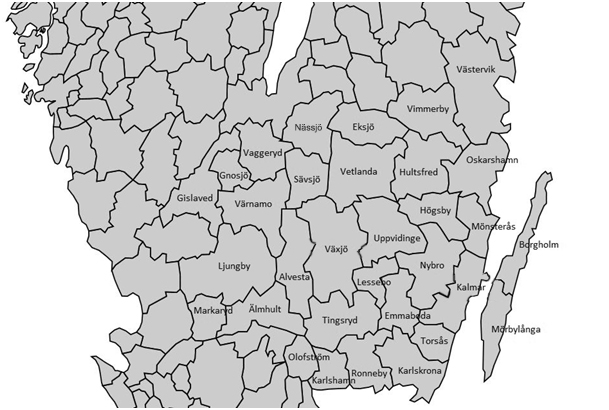 Västervik
Vimmerby
Nässjö
Eksjö
Vaggeryd
Oskarshamn
Gnosjö
Sävsjö
Vetlanda
Hultsfred
Gislaved
Värnamo
Högsby
Mönsterås
Uppvidinge
Borgholm
Växjö
Ljungby
Nybro
Alvesta
Lessebo
Kalmar
Markaryd
Älmhult
Tingsryd
Emmaboda
Mörbylånga
Torsås
Olofström
Karlshamn
Ronneby
Karlskrona